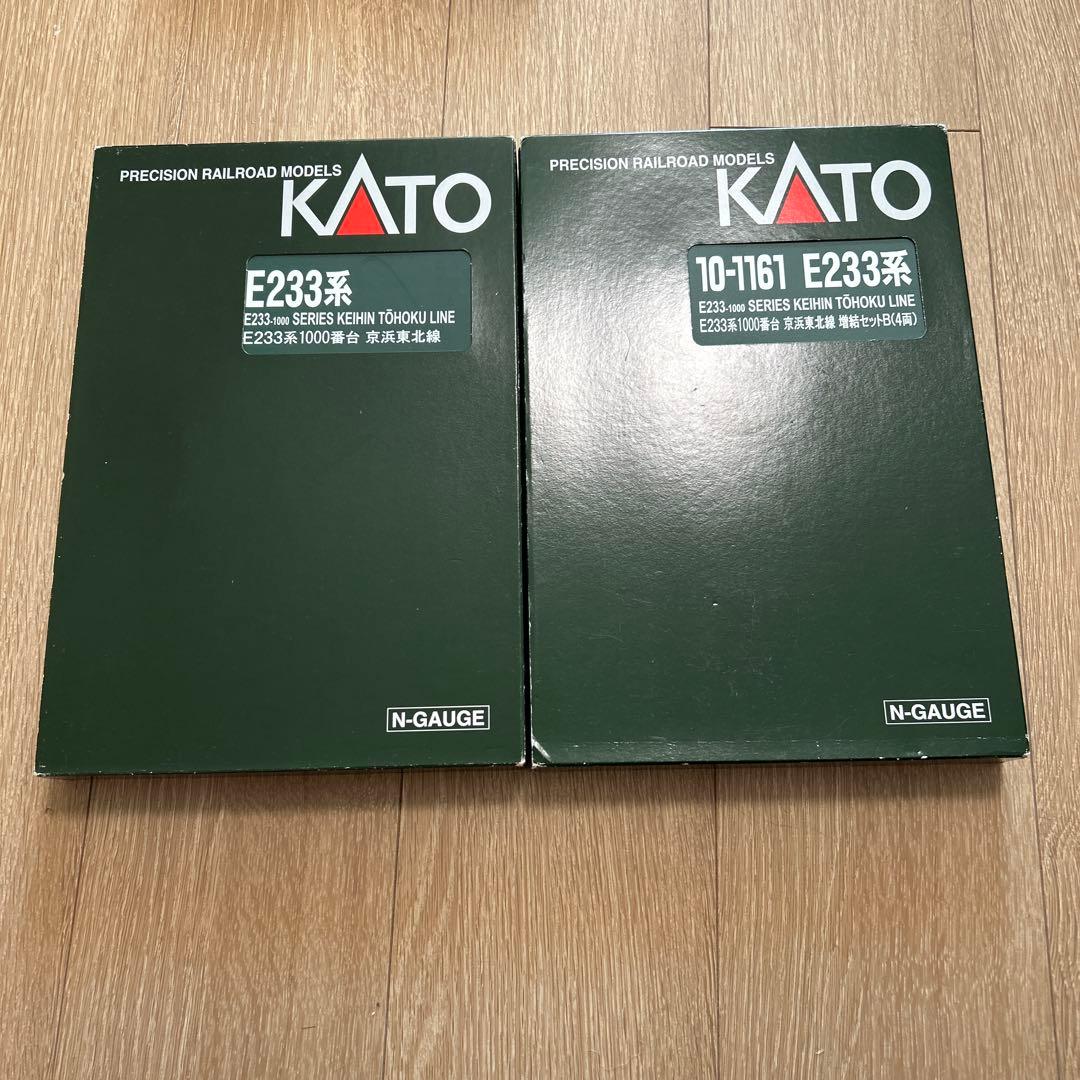 PRECISION RAILROAD MODELS
KATO
E233系
E233-1000 SERIES KEIHIN TŌHOKU LINE
E233系1000番台 京浜東北線
N-GAUGE
PRECISION RAILROAD MODELS
KATO
10-1161 E233系
E233-1000 SERIES KEIHIN TŌHOKU LINE
E233系1000番台 京浜東北線 増結セットB(4両)
N-GAUGE